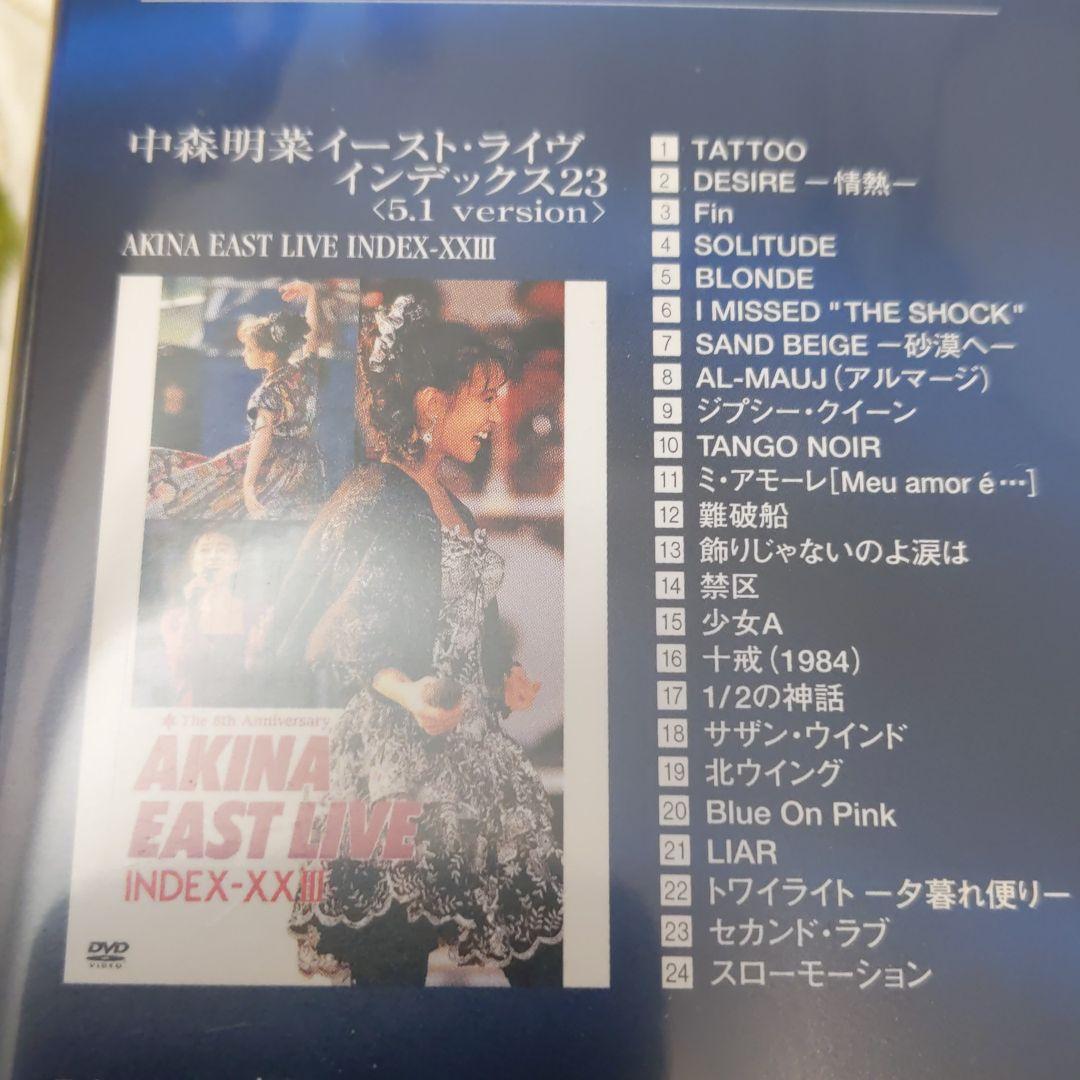 中森明菜イースト・ライヴ
インデックス23
〈5.1 version〉
AKINA EAST LIVE INDEX-XXIII
The 8th Anniversary
AKINA
EAST LIVE
INDEX-XXIII
DVD
VIDEO
1 TATTOO
2 DESIRE －情熱－
3 Fin
4 SOLITUDE
5 BLONDE
6 I MISSED "THE SHOCK"
7 SAND BEIGE －砂漠へ－
8 AL-MAUJ(アルマージ)
9 ジプシー・クイーン
10 TANGO NOIR
11 ミ・アモーレ[Meu amor é…]
12 難破船
13 飾りじゃないのよ涙は
14 禁区
15 少女A
16 十戒(1984)
17 1/2の神話
18 サザン・ウインド
19 北ウイング
20 Blue On Pink
21 LIAR
22 トワイライト －夕暮れ便り－
23 セカンド・ラブ
24 スローモーション